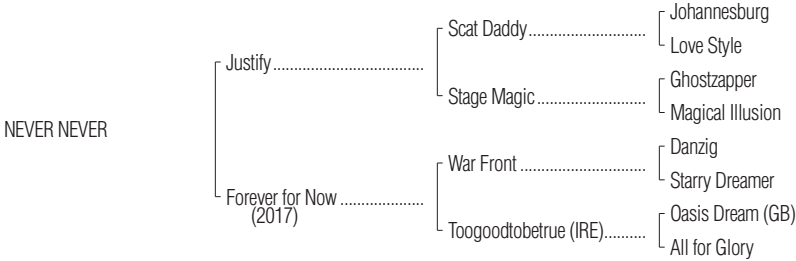 Johannesburg
Scat Daddy..............................
Love Style
Justify......................................
Ghostzapper
Stage Magic............................
Magical Illusion
NEVER NEVER
Danzig
War Front................................
Starry Dreamer
Forever for Now.....................
(2017)
Oasis Dream (GB)
Toogoodtobetrue (IRE)..........
All for Glory